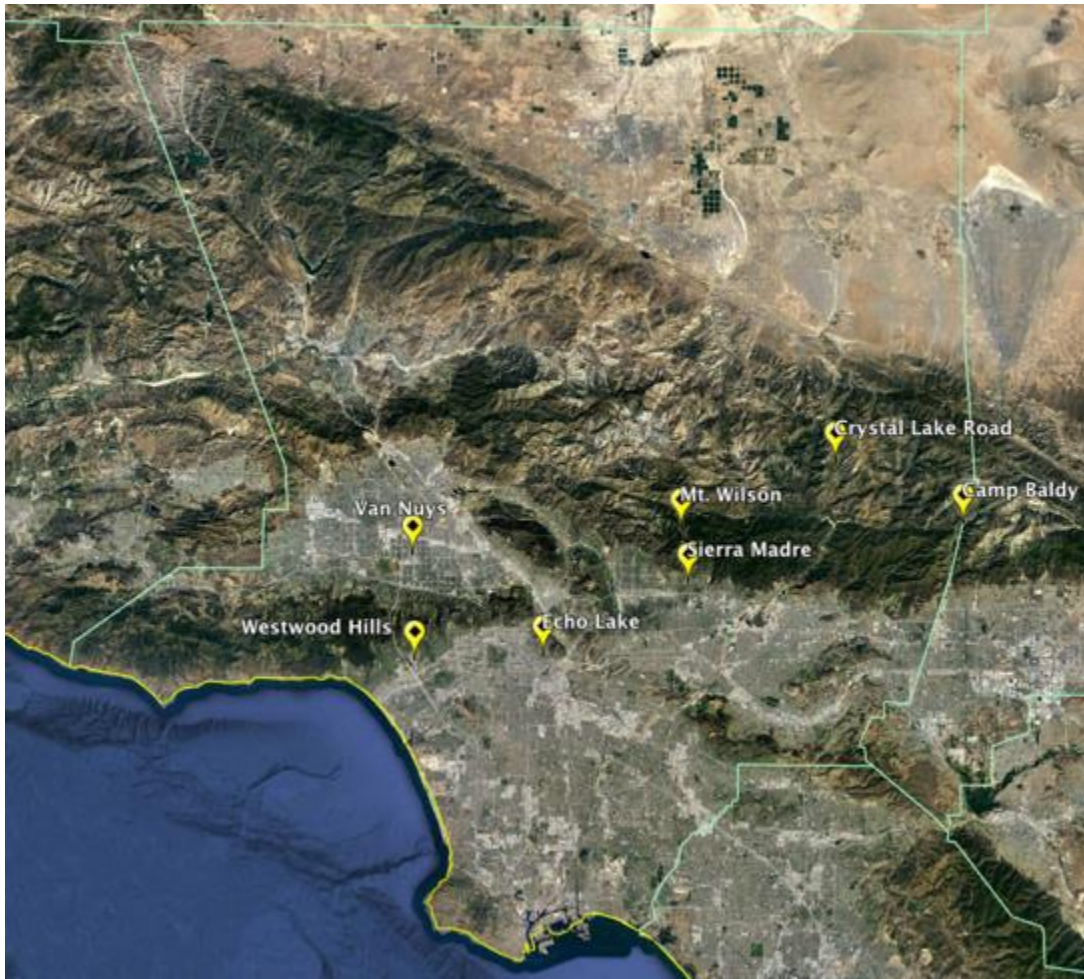 Crystal Lake Road
Camp Baldy
Mt. Wilson
Van Nuys
Sierra Madre
Echo Lake
Westwood Hills